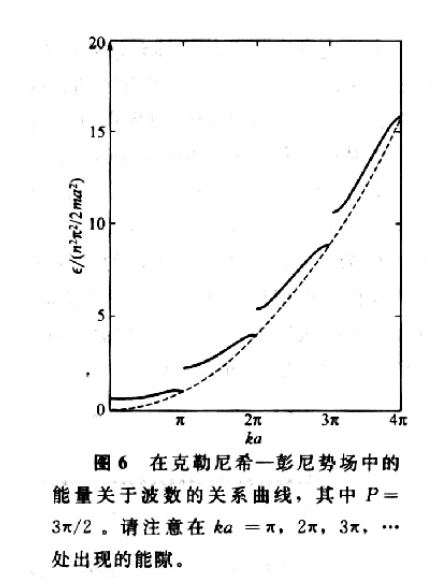 20
15
10
5
0
ϵ/(n²π²/2ma²)
π 2π 3π 4π
ka
图 6 在克勒尼希—彭尼势场中的
能量关于波数的关系曲线，其中 P =
3π/2 。请注意在 ka = π，2π，3π，…
处出现的能隙。